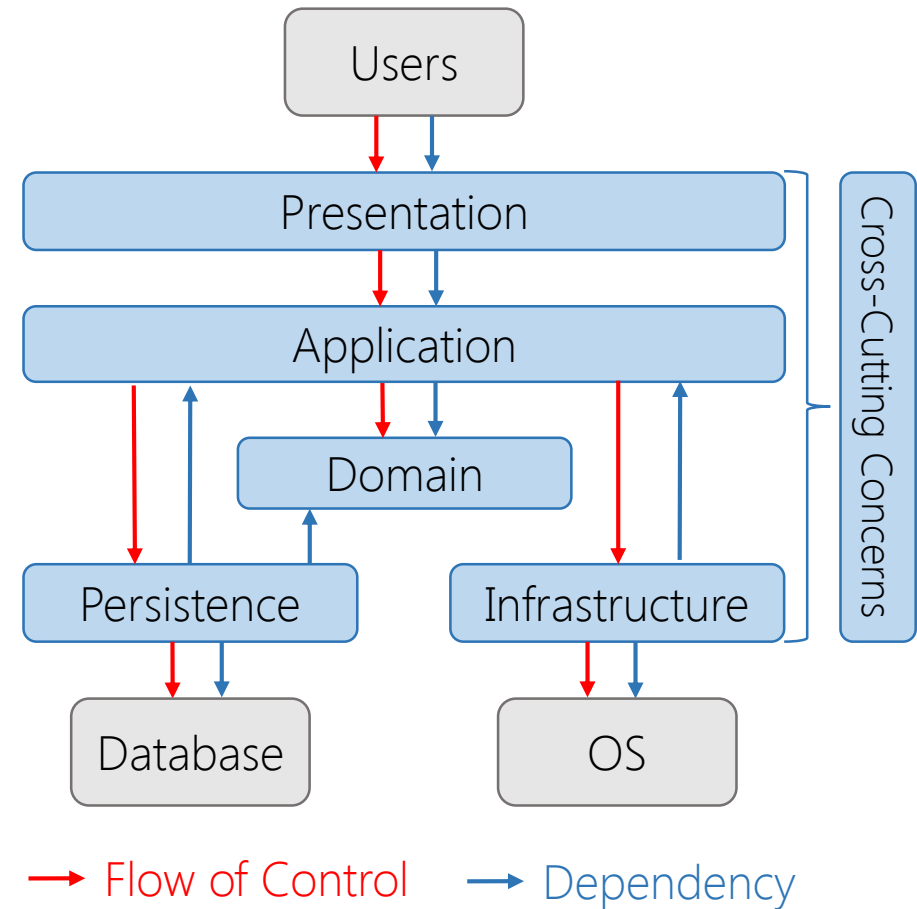 Users
Presentation
Application
Domain
Persistence
Infrastructure
Database
OS
Cross-Cutting Concerns
Flow of Control
Dependency